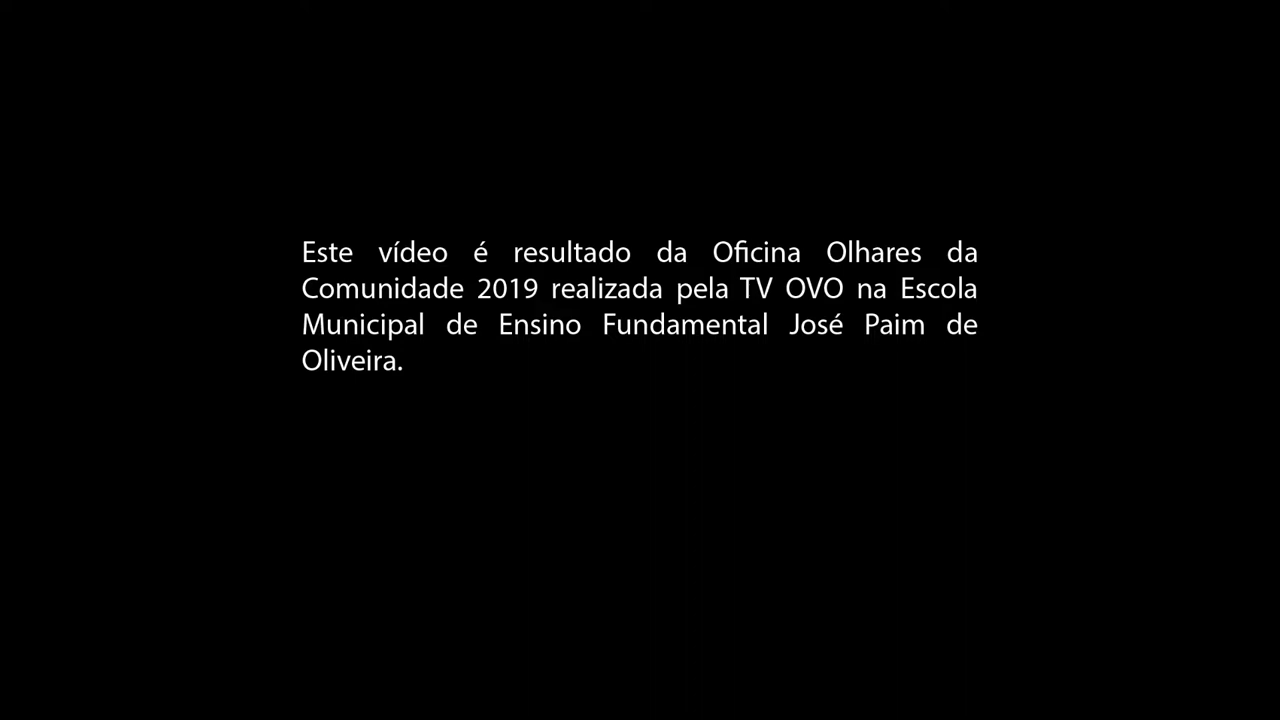 Este vídeo é resultado da Oficina Olhares da
Comunidade 2019 realizada pela TV OVO na Escola
Municipal de Ensino Fundamental José Paim de
Oliveira.